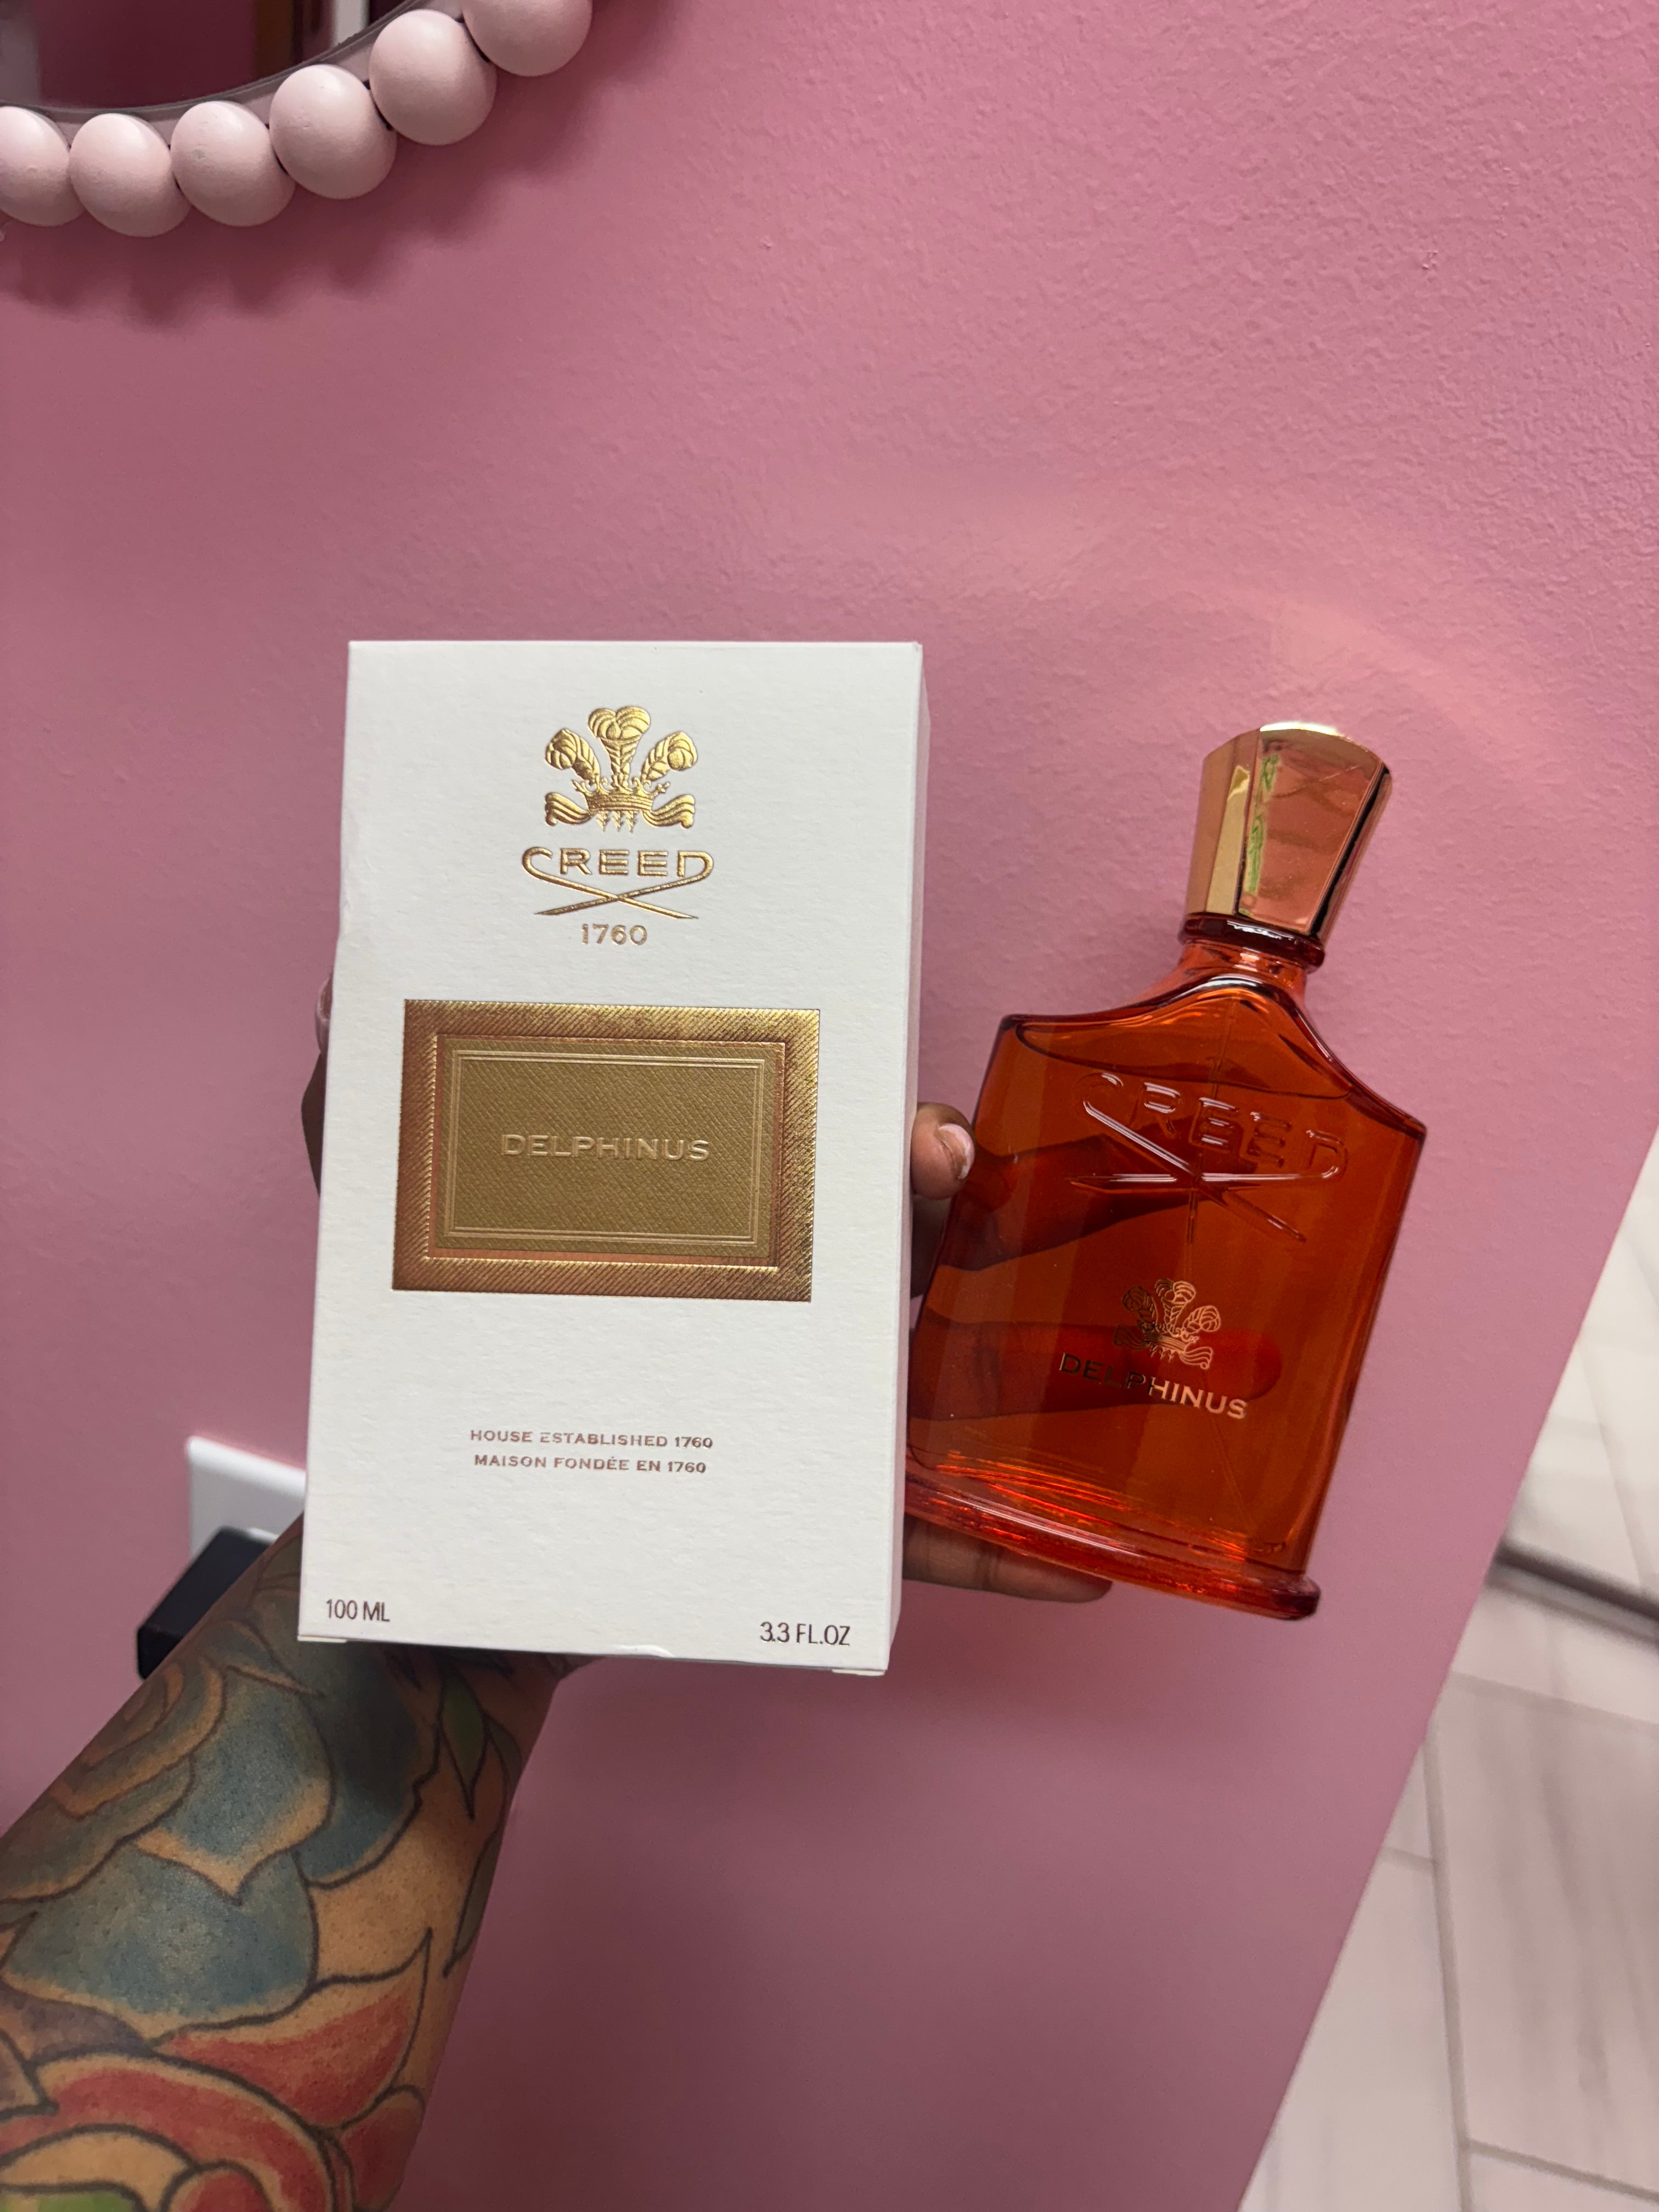 CREED
1760
DELPHINUS
HOUSE ESTABLISHED 1760
MAISON FONDÉE EN 1760
100 ML
3.3 FL.OZ
CREED
DELPHINUS